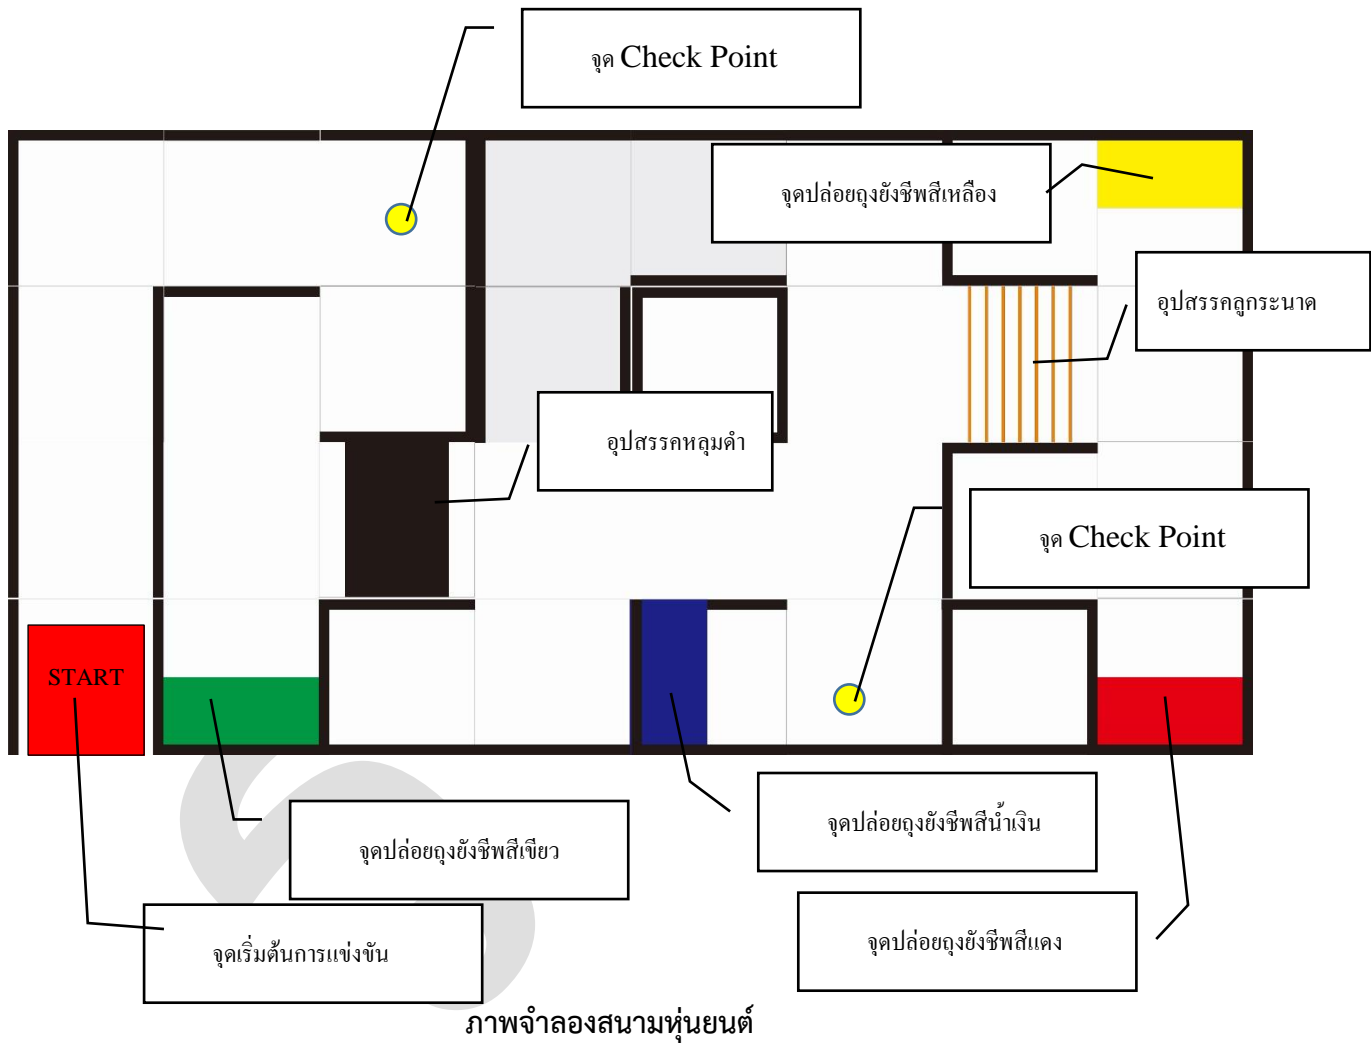 จุด Check Point
จุดปล่อยถุงยังชีพสีเหลือง
อุปสรรคลูกระนาด
อุปสรรคหลุมดำ
จุด Check Point
START
จุดปล่อยถุงยังชีพสีน้ำเงิน
จุดปล่อยถุงยังชีพสีเขียว
จุดปล่อยถุงยังชีพสีแดง
จุดเริ่มต้นการแข่งขัน
ภาพจำลองสนามหุ่นยนต์